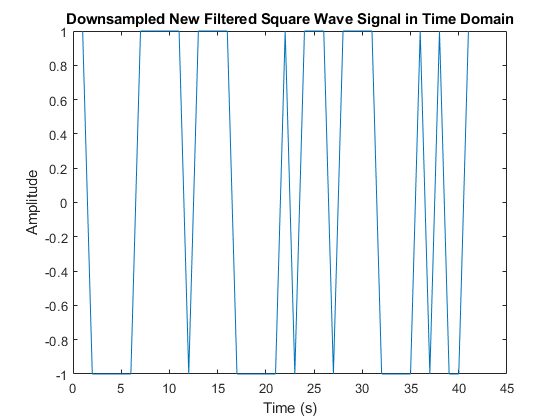 Downsampled New Filtered Square Wave Signal in Time Domain
1
0.8
0.6
0.4
0.2
0
-0.2
-0.4
-0.6
-0.8
-1
Amplitude
0 5 10 15 20 25 30 35 40 45
Time (s)